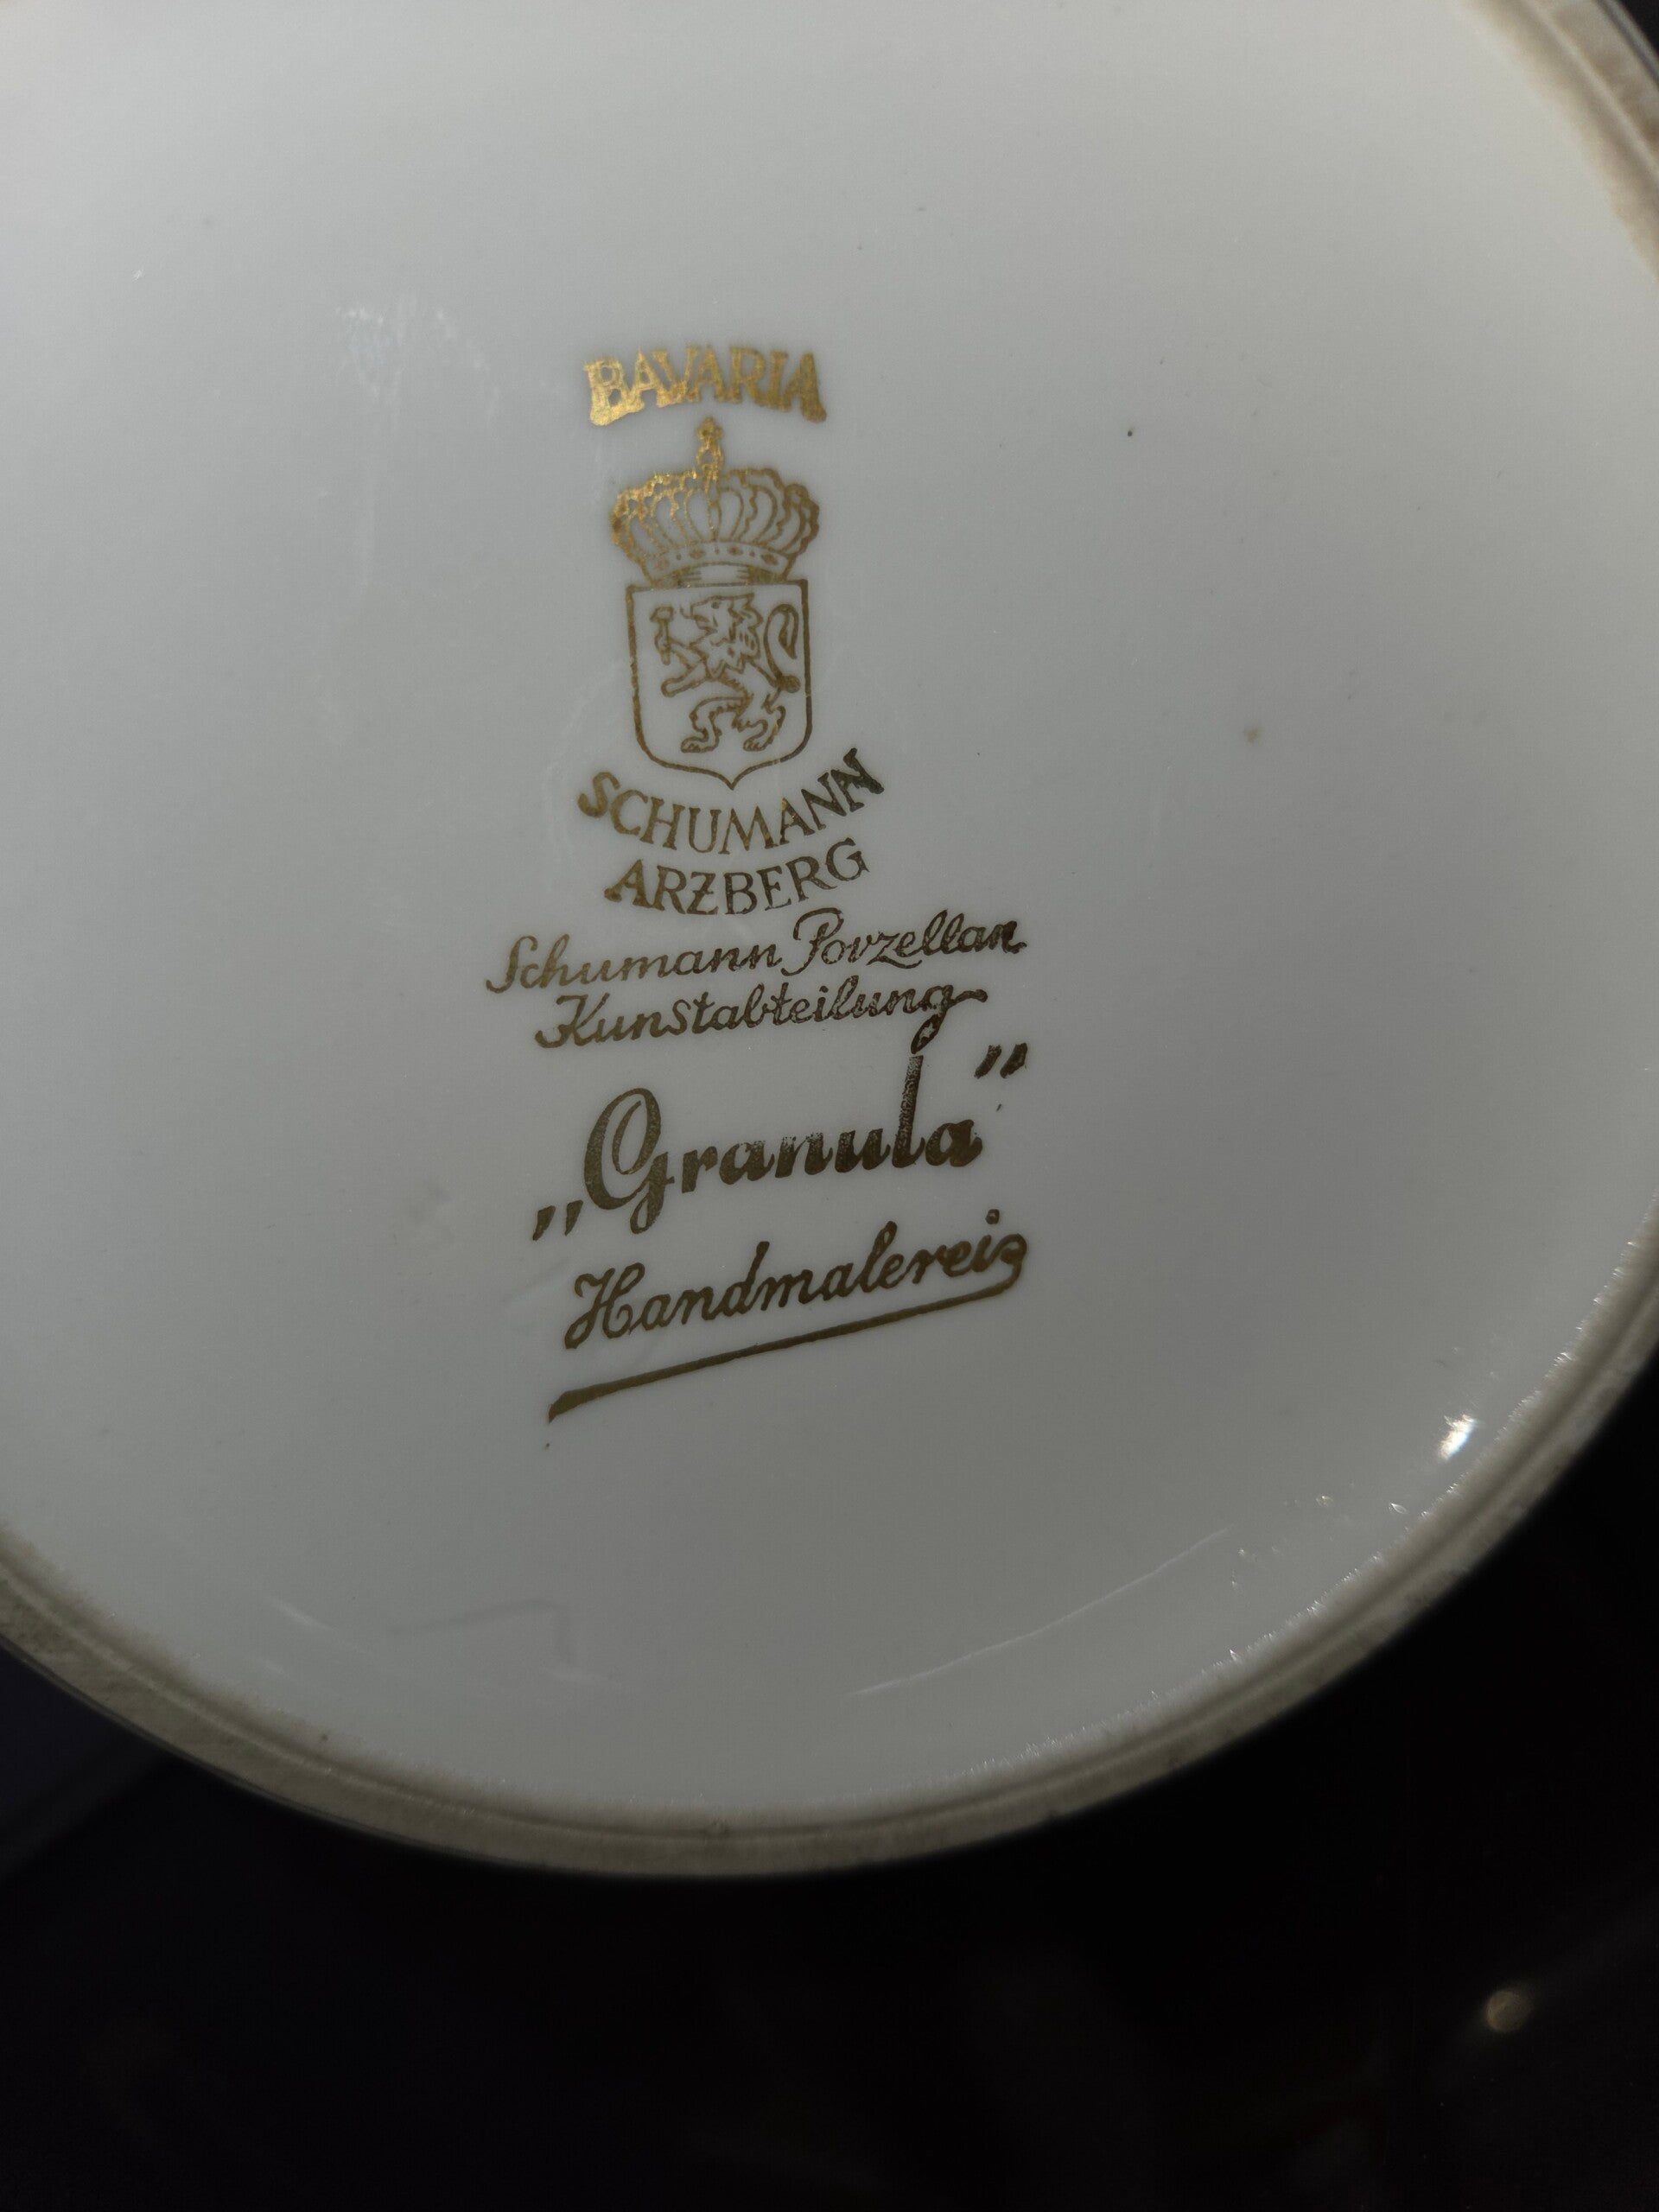 BAVARIA
SCHUMANN
ARZBERG
Schumann Porzellan
Kunstabteilung
„Granula”
Handmalerei